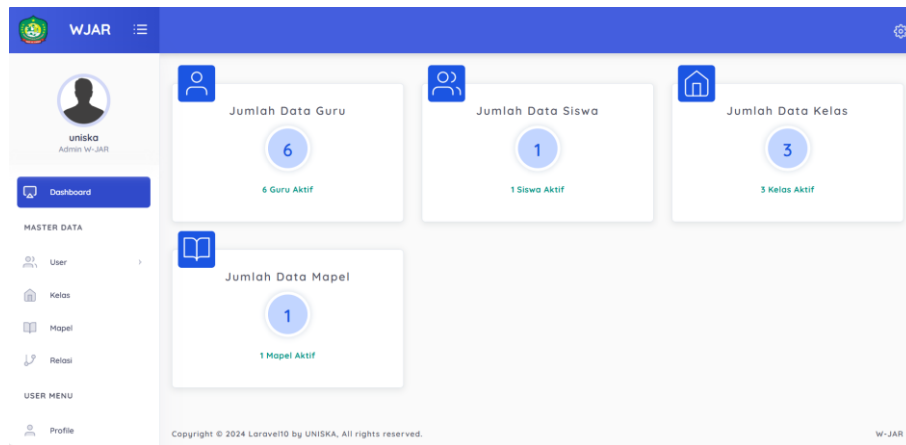 WJAR
uniska
Admin W-JAR
Dashboard
MASTER DATA
User
Kelas
Mapel
Relasi
USER MENU
Profile
Jumlah Data Guru
6
6 Guru Aktif
Jumlah Data Siswa
1
1 Siswa Aktif
Jumlah Data Kelas
3
3 Kelas Aktif
Jumlah Data Mapel
1
1 Mapel Aktif
Copyright © 2024 Laravel10 by UNISKA, All rights reserved.
W-JAR